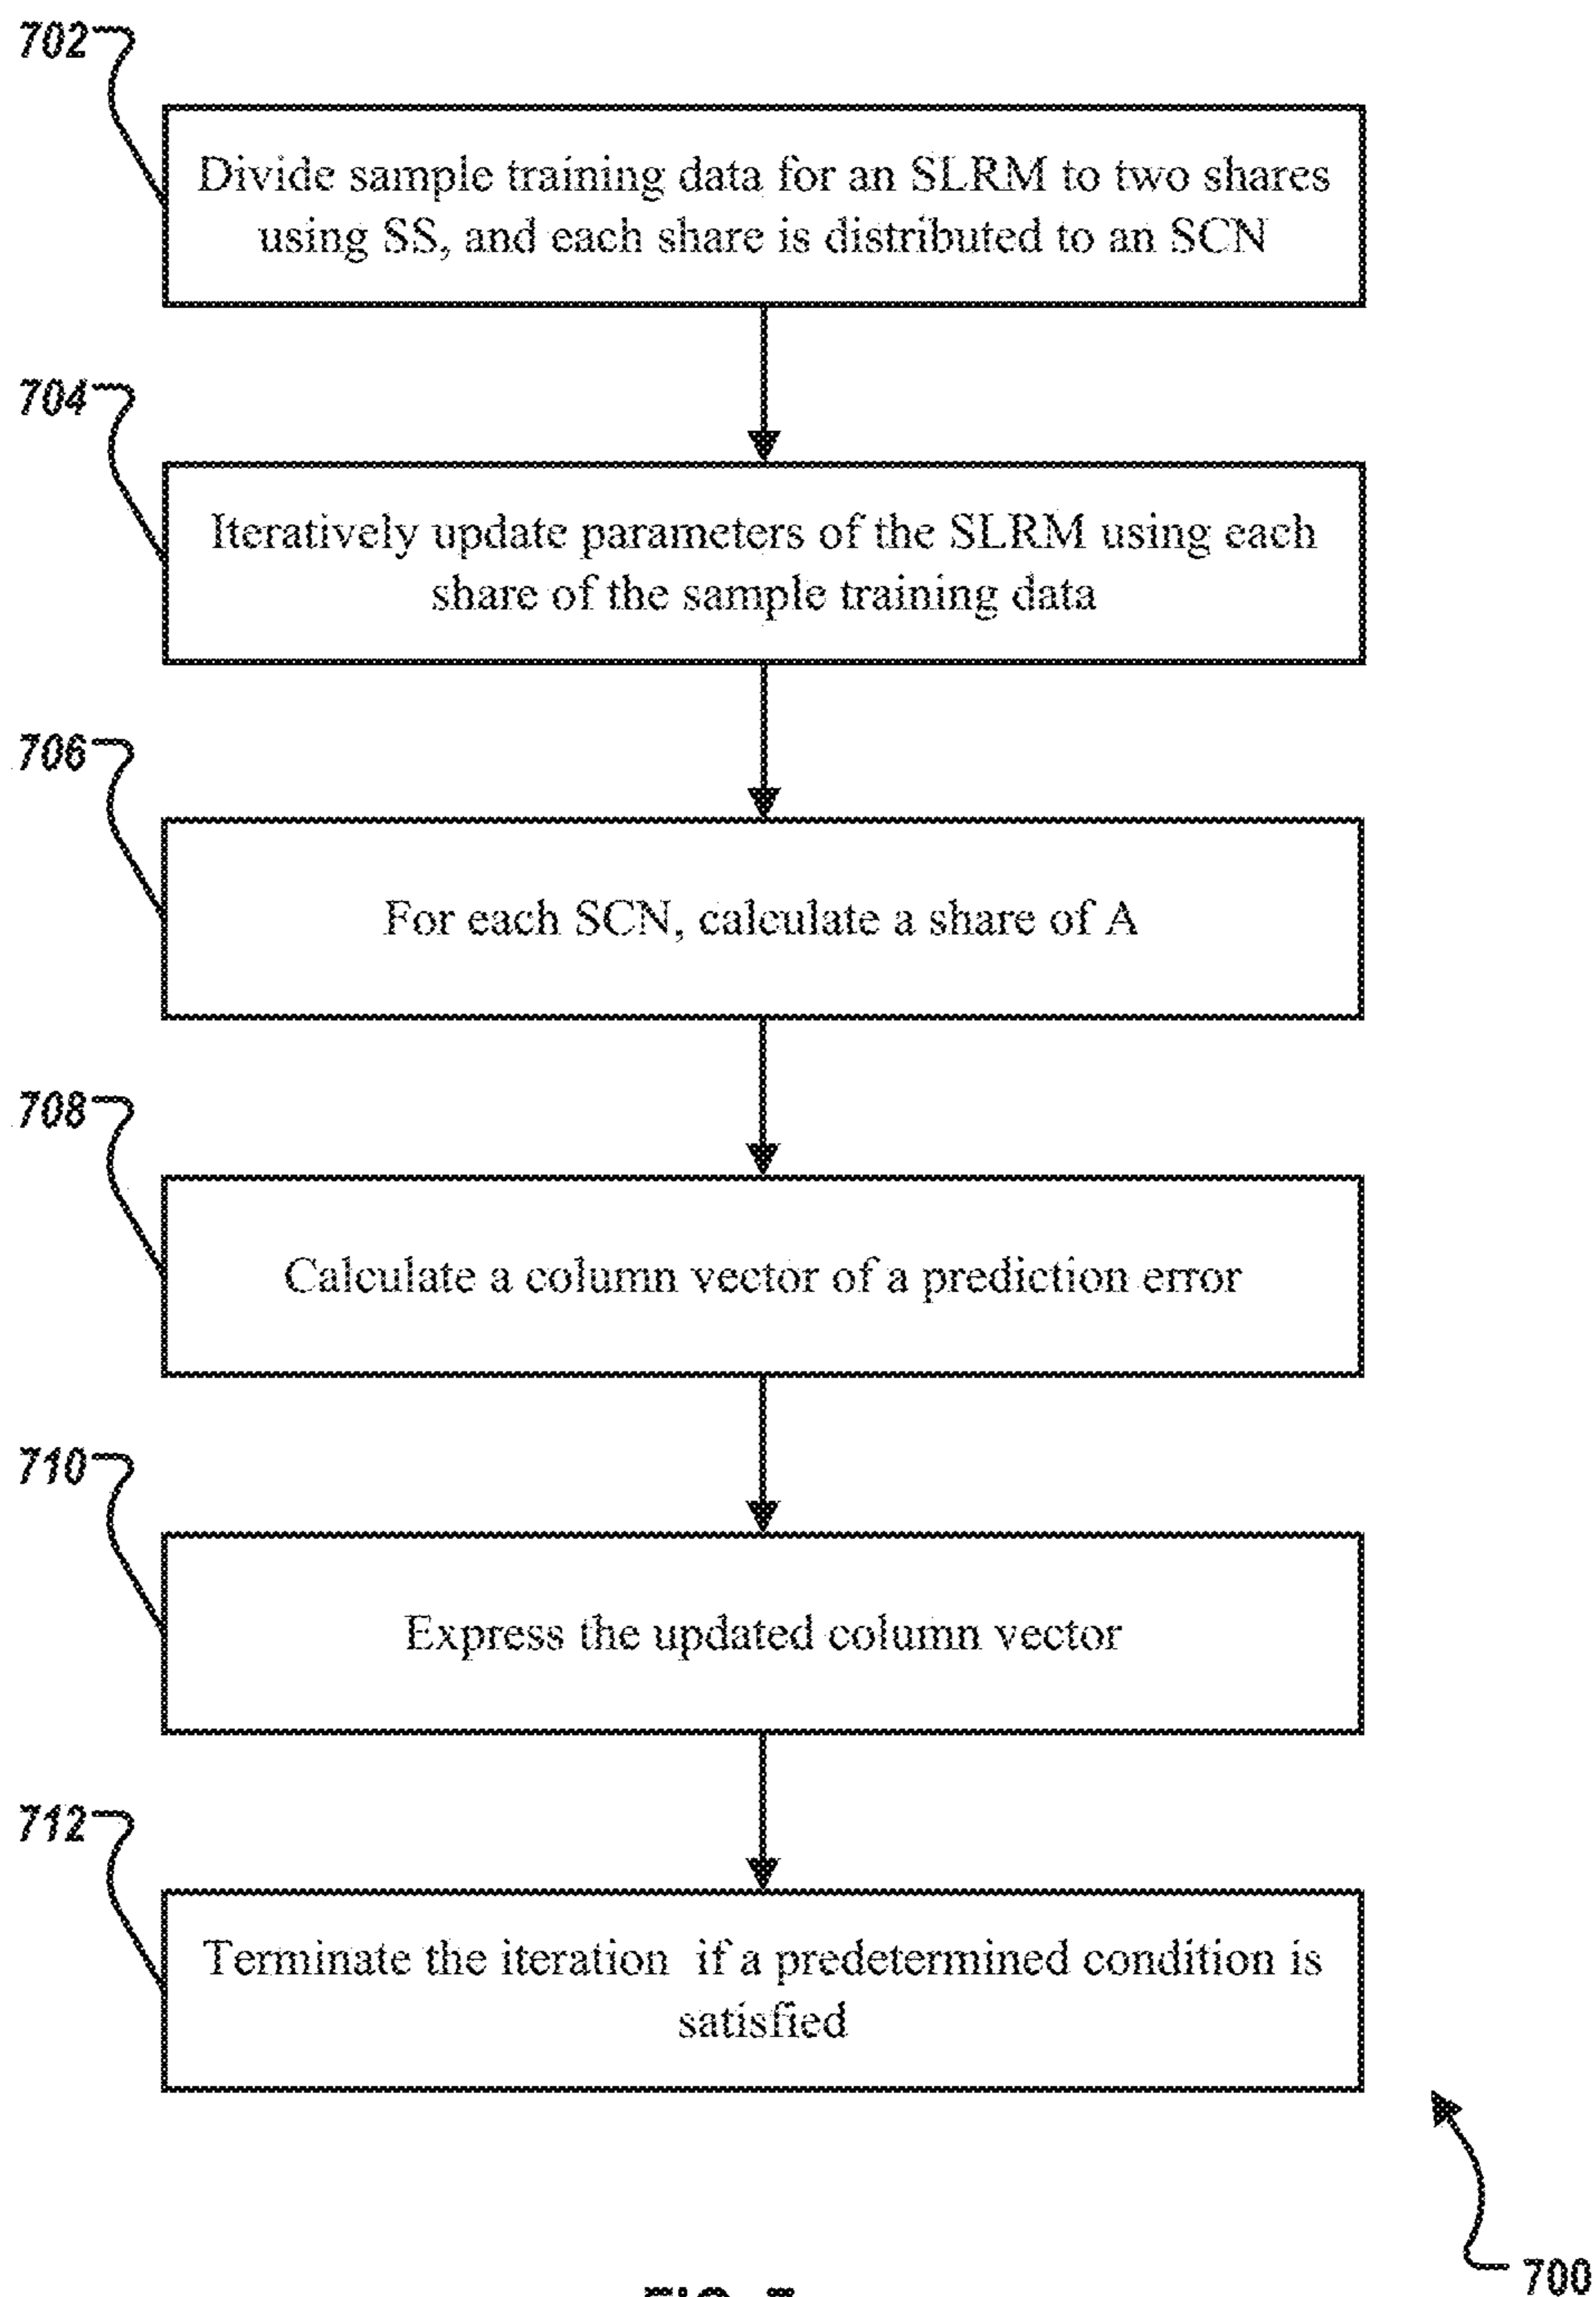 702
Divide sample training data for an SLRM to two shares
using SS, and each share is distributed to an SCN
704
Iteratively update parameters of the SLRM using each
share of the sample training data
706
For each SCN, calculate a share of A
708
Calculate a column vector of a prediction error
710
Express the updated column vector
712
Terminate the iteration if a predetermined condition is
satisfied
700